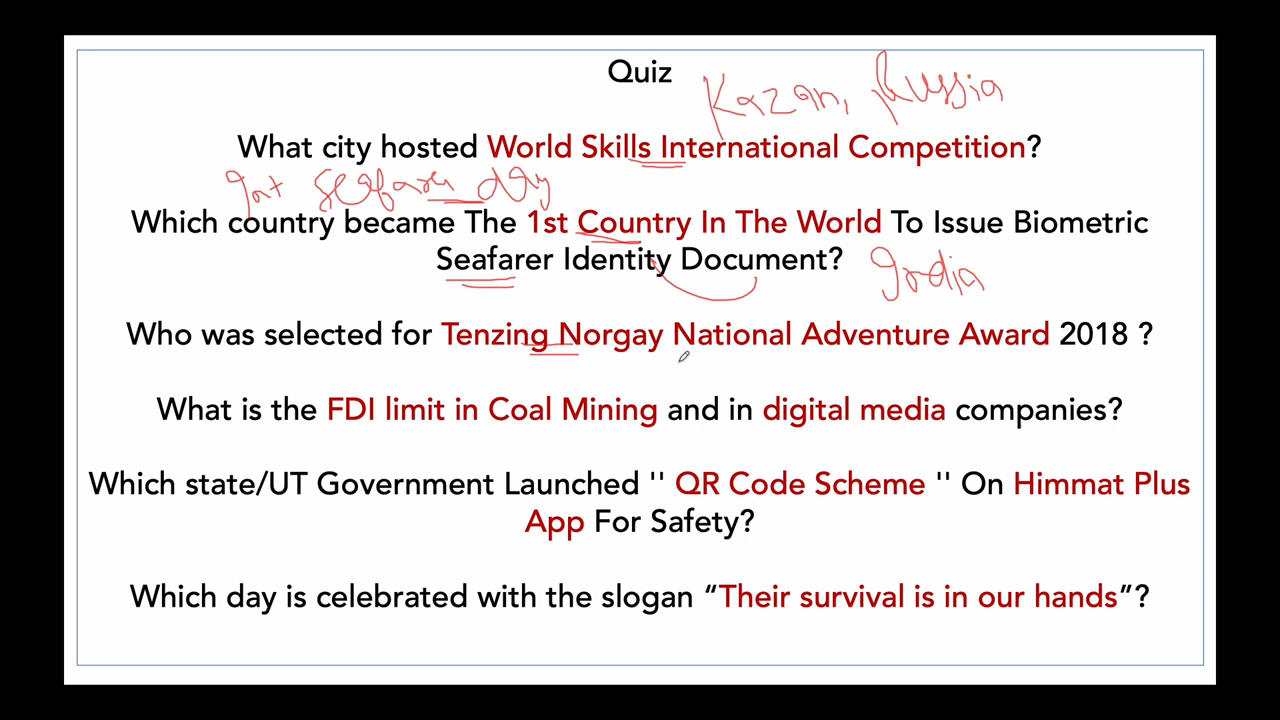 Quiz
Kazan, Russia
What city hosted World Skills International Competition?
Int Seafarer day
Which country became The 1st Country In The World To Issue Biometric
Seafarer Identity Document?
India
Who was selected for Tenzing Norgay National Adventure Award 2018 ?
What is the FDI limit in Coal Mining and in digital media companies?
Which state/UT Government Launched '' QR Code Scheme '' On Himmat Plus
App For Safety?
Which day is celebrated with the slogan “Their survival is in our hands”?